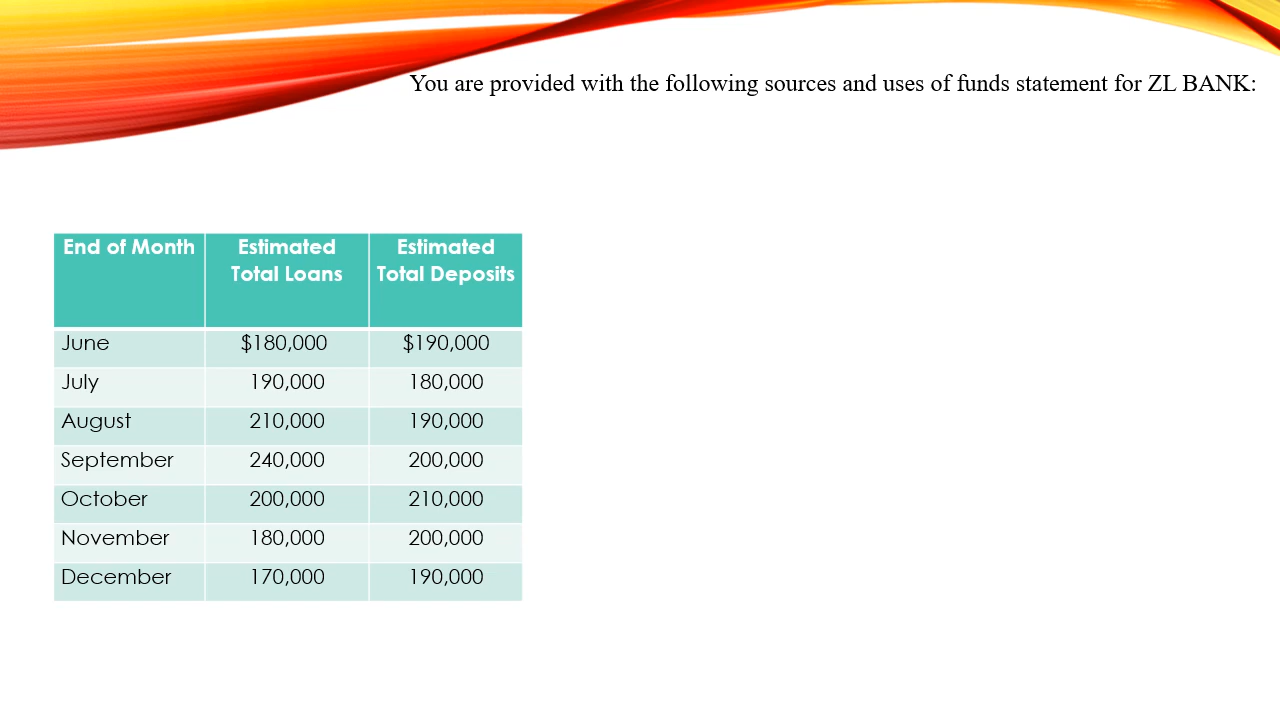 You are provided with the following sources and uses of funds statement for ZL BANK:
End of Month Estimated Estimated
Total Loans Total Deposits
June $180,000 $190,000
July 190,000 180,000
August 210,000 190,000
September 240,000 200,000
October 200,000 210,000
November 180,000 200,000
December 170,000 190,000